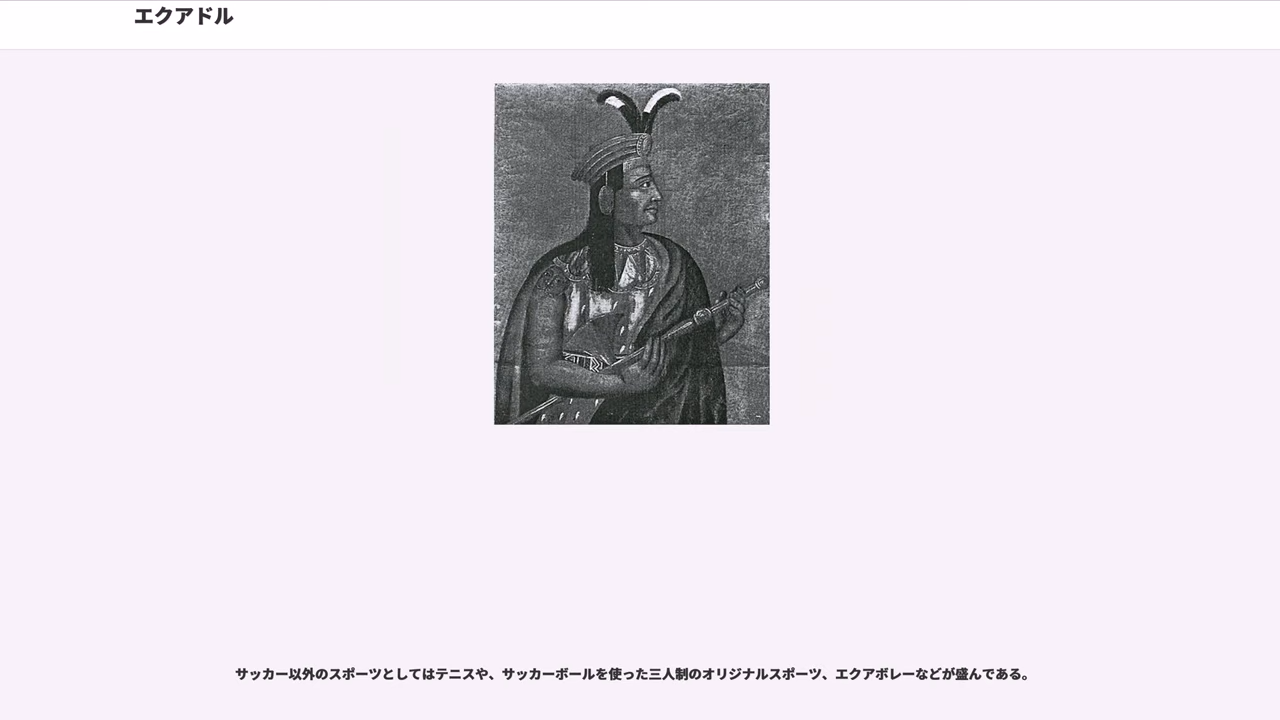 エクアドル
サッカー以外のスポーツとしてはテニスや、サッカーボールを使った三人制のオリジナルスポーツ、エクアボレーなどが盛んである。